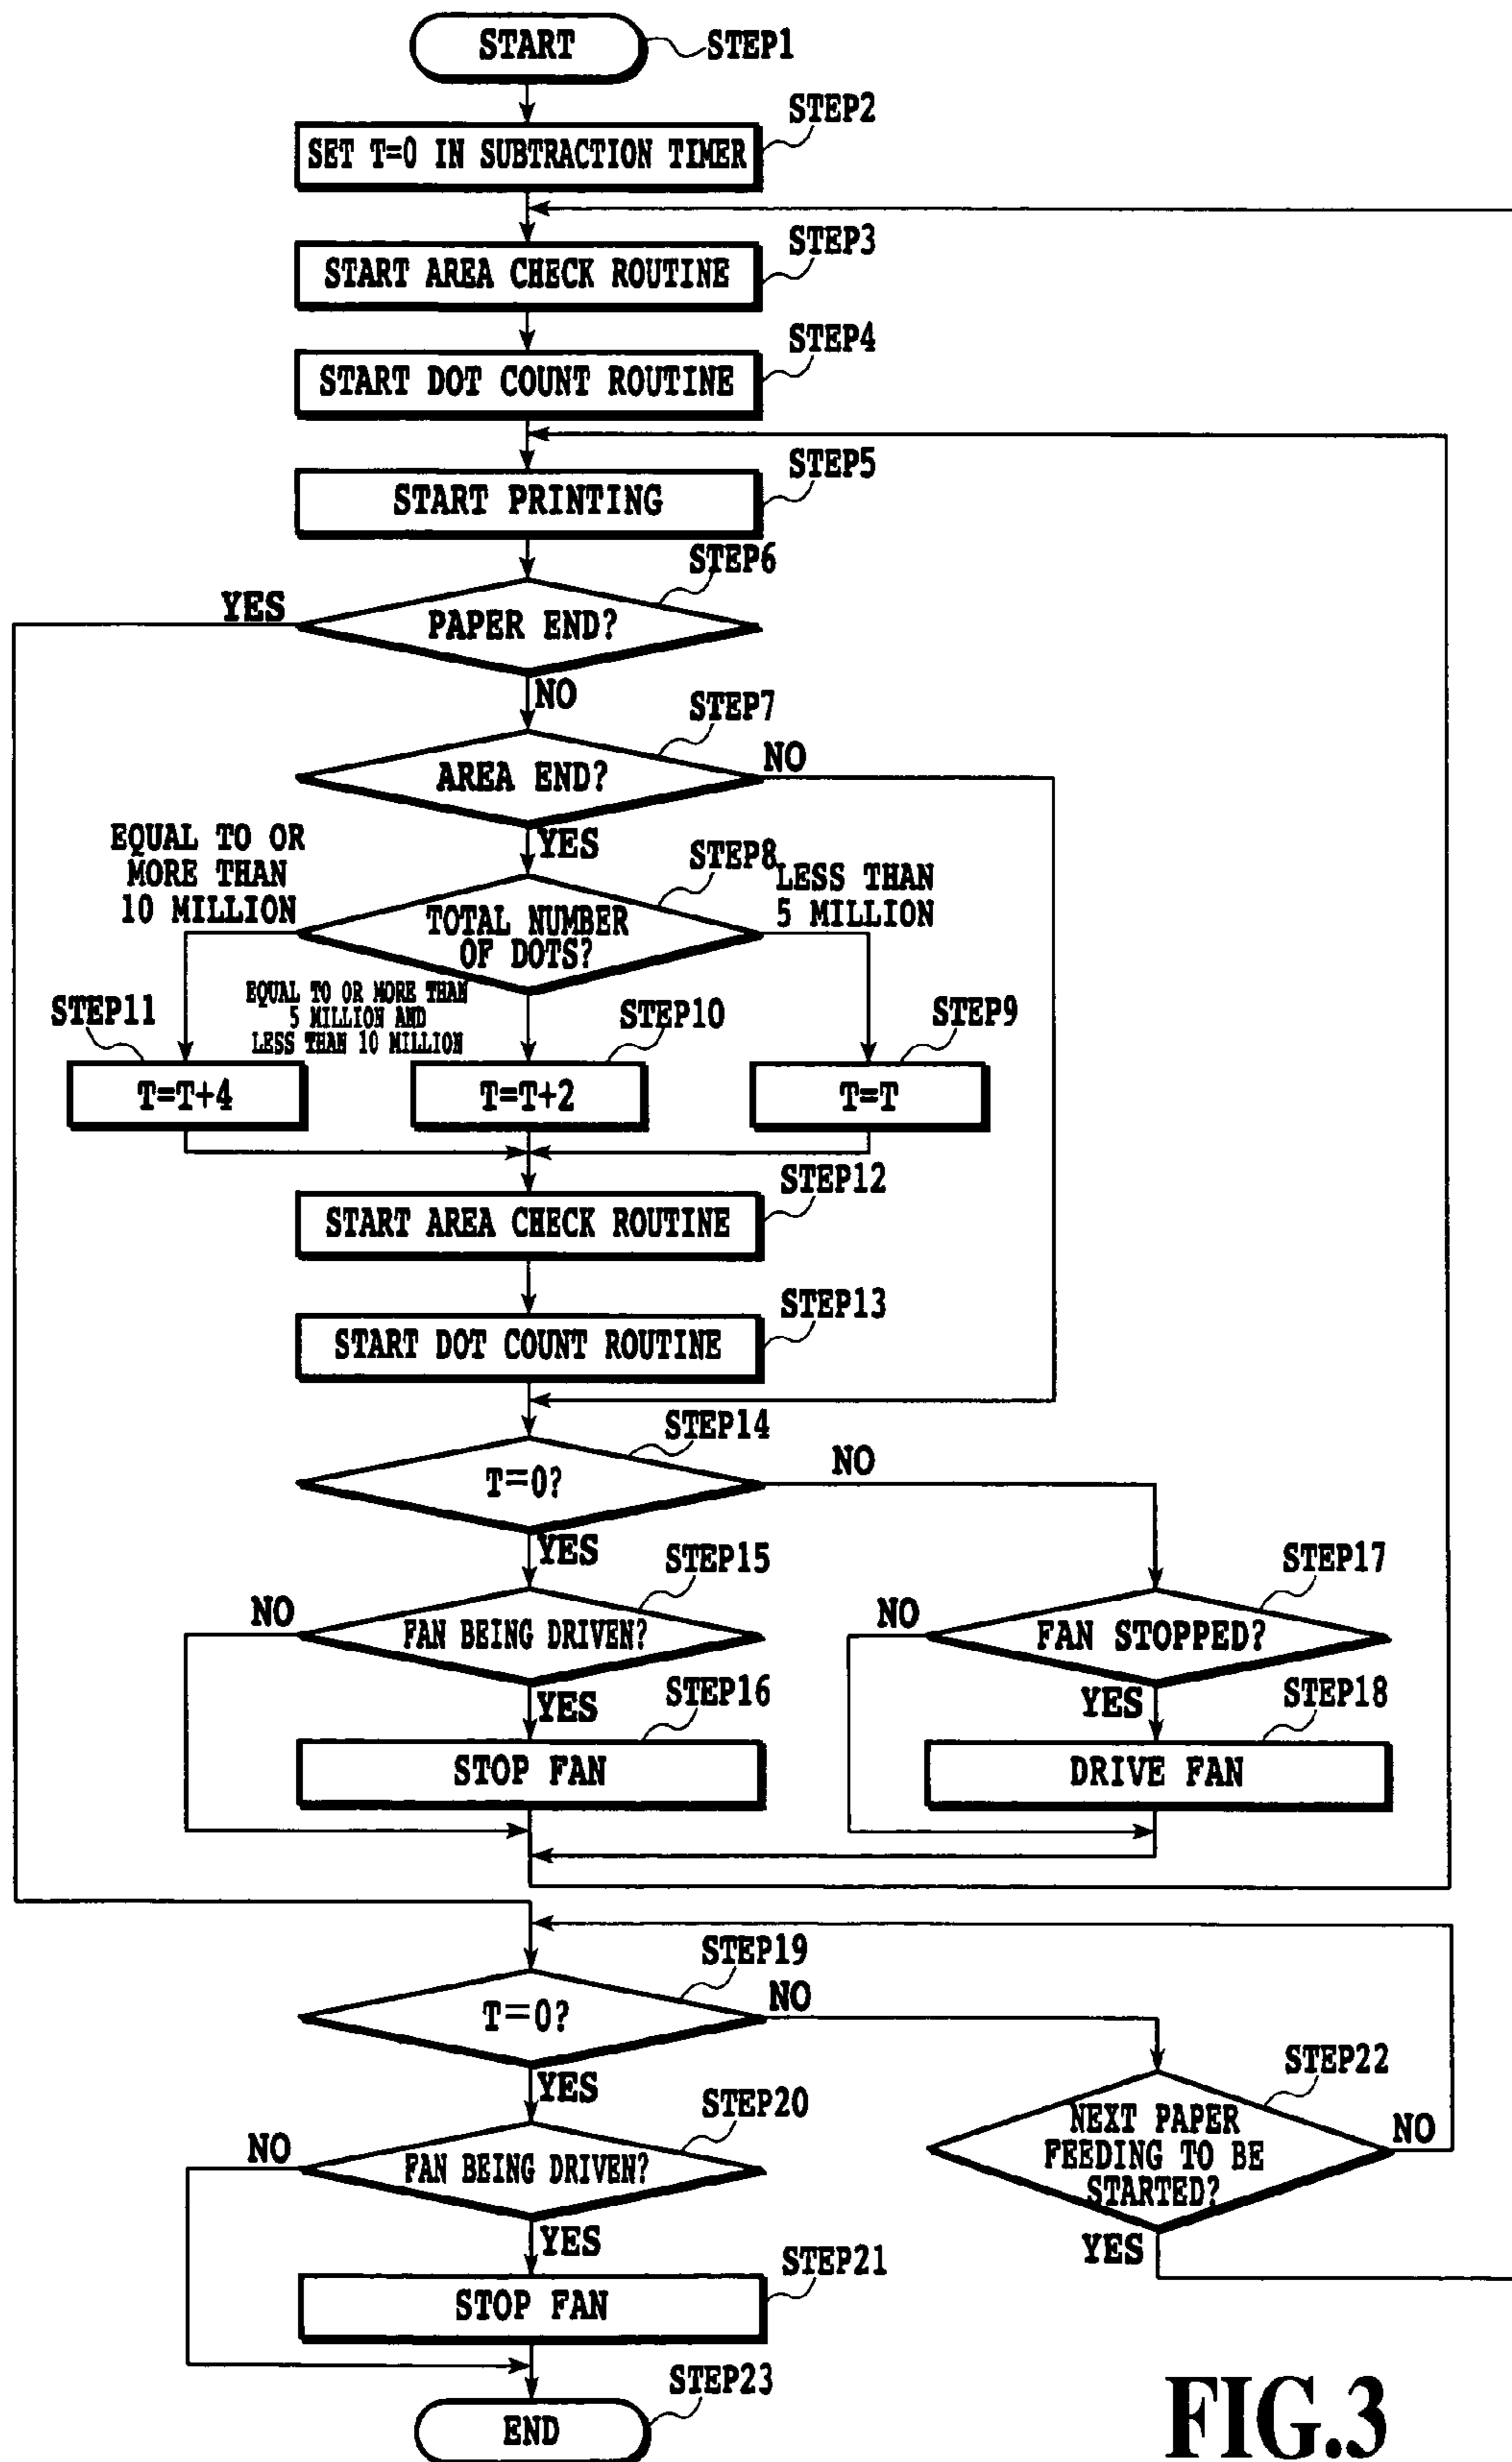 START
STEP1
STEP2
SET T=0 IN SUBTRACTION TIMER
STEP3
START AREA CHECK ROUTINE
STEP4
START DOT COUNT ROUTINE
STEP5
START PRINTING
STEP6
YES
PAPER END?
NO
STEP7
NO
AREA END?
YES
EQUAL TO OR
MORE THAN
10 MILLION
STEP8
LESS THAN
5 MILLION
TOTAL NUMBER
OF DOTS?
EQUAL TO OR MORE THAN
5 MILLION AND
LESS THAN 10 MILLION
STEP11
STEP10
STEP9
T=T+4
T=T+2
T=T
STEP12
START AREA CHECK ROUTINE
STEP13
START DOT COUNT ROUTINE
STEP14
NO
T=0?
YES
STEP15
STEP17
NO
FAN BEING DRIVEN?
NO
FAN STOPPED?
YES
STEP16
YES
STEP18
STOP FAN
DRIVE FAN
STEP19
NO
T=0?
YES
STEP22
STEP20
NEXT PAPER
FEEDING TO BE
STARTED?
NO
NO
FAN BEING DRIVEN?
YES
YES
STEP21
STOP FAN
STEP23
END
FIG.3